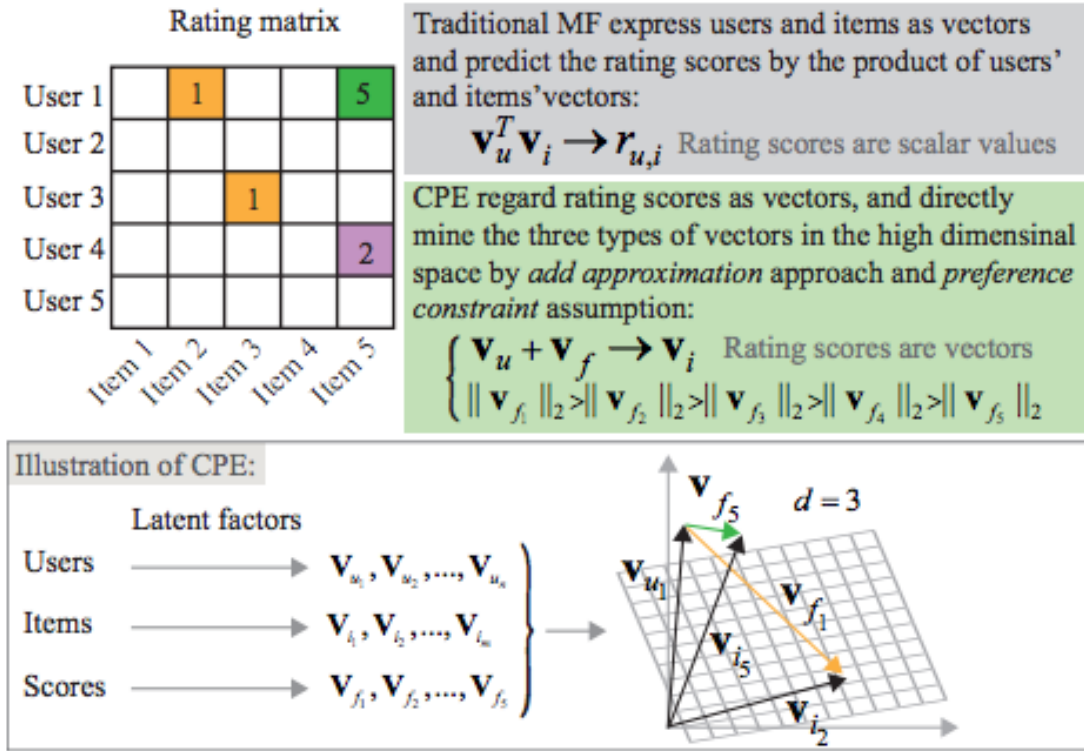 Rating matrix
User 1
User 2
User 3
User 4
User 5
1
5
1
2
Item 1
Item 2
Item 3
Item 4
Item 5
Traditional MF express users and items as vectors
and predict the rating scores by the product of users'
and items'vectors:
v_u^T v_i → r_{u,i} Rating scores are scalar values
CPE regard rating scores as vectors, and directly
mine the three types of vectors in the high dimensinal
space by add approximation approach and preference
constraint assumption:
v_u + v_f → v_i Rating scores are vectors
|| v_{f_1} ||_2 > || v_{f_2} ||_2 > || v_{f_3} ||_2 > || v_{f_4} ||_2 > || v_{f_5} ||_2
Illustration of CPE:
Latent factors
Users v_{u_1}, v_{u_2}, ..., v_{u_n}
Items v_{i_1}, v_{i_2}, ..., v_{i_m}
Scores v_{f_1}, v_{f_2}, ..., v_{f_5}
v_{f_5}
d = 3
v_{u_1}
v_{f_1}
v_{i_5}
v_{i_2}